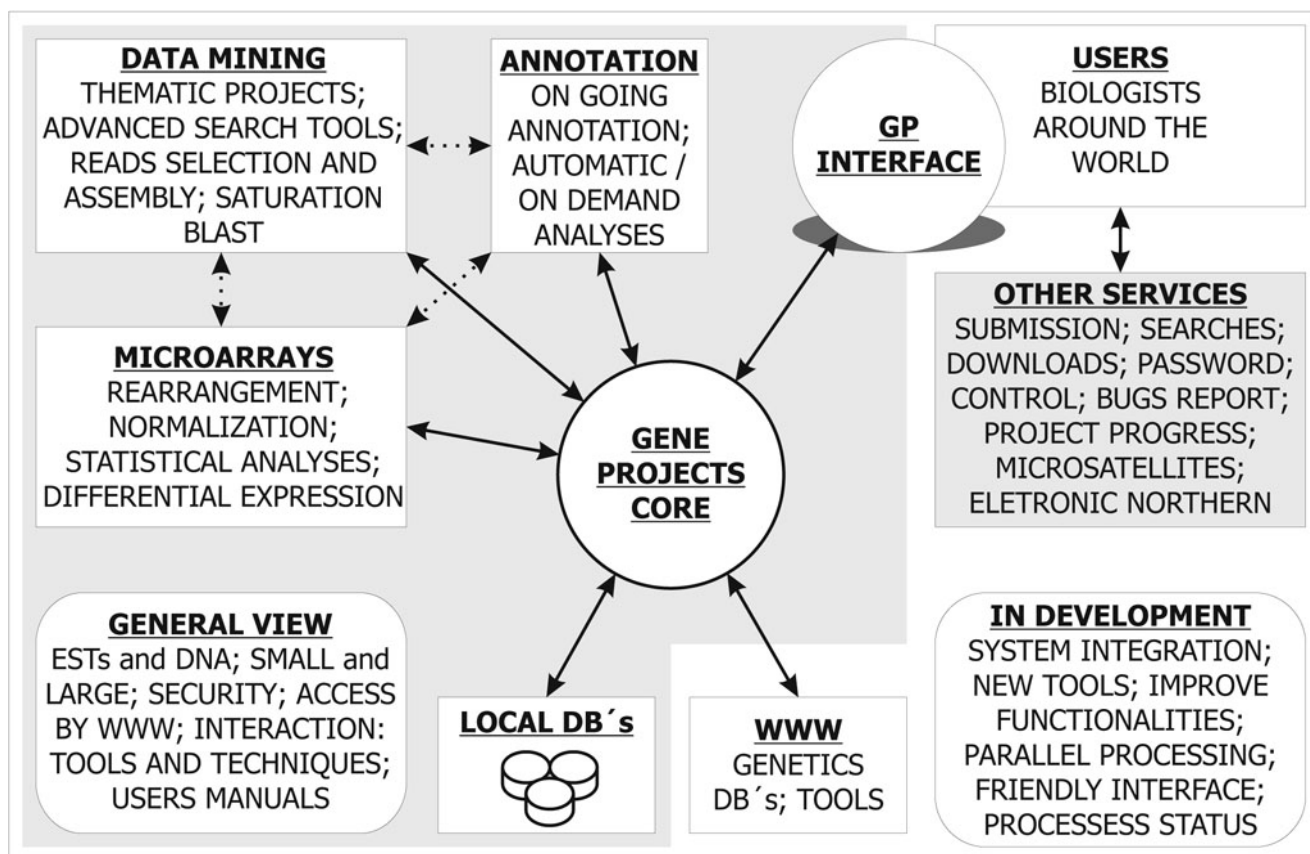 DATA MINING
THEMATIC PROJECTS;
ADVANCED SEARCH TOOLS;
READS SELECTION AND
ASSEMBLY; SATURATION
BLAST
ANNOTATION
ON GOING
ANNOTATION;
AUTOMATIC /
ON DEMAND
ANALYSES
GP
INTERFACE
USERS
BIOLOGISTS
AROUND THE
WORLD
OTHER SERVICES
SUBMISSION; SEARCHES;
DOWNLOADS; PASSWORD;
CONTROL; BUGS REPORT;
PROJECT PROGRESS;
MICROSATELLITES;
ELETRONIC NORTHERN
MICROARRAYS
REARRANGEMENT;
NORMALIZATION;
STATISTICAL ANALYSES;
DIFFERENTIAL EXPRESSION
GENE
PROJECTS
CORE
GENERAL VIEW
ESTs and DNA; SMALL and
LARGE; SECURITY; ACCESS
BY WWW; INTERACTION:
TOOLS AND TECHNIQUES;
USERS MANUALS
LOCAL DB´s
WWW
GENETICS
DB´s; TOOLS
IN DEVELOPMENT
SYSTEM INTEGRATION;
NEW TOOLS; IMPROVE
FUNCTIONALITIES;
PARALLEL PROCESSING;
FRIENDLY INTERFACE;
PROCESSESS STATUS